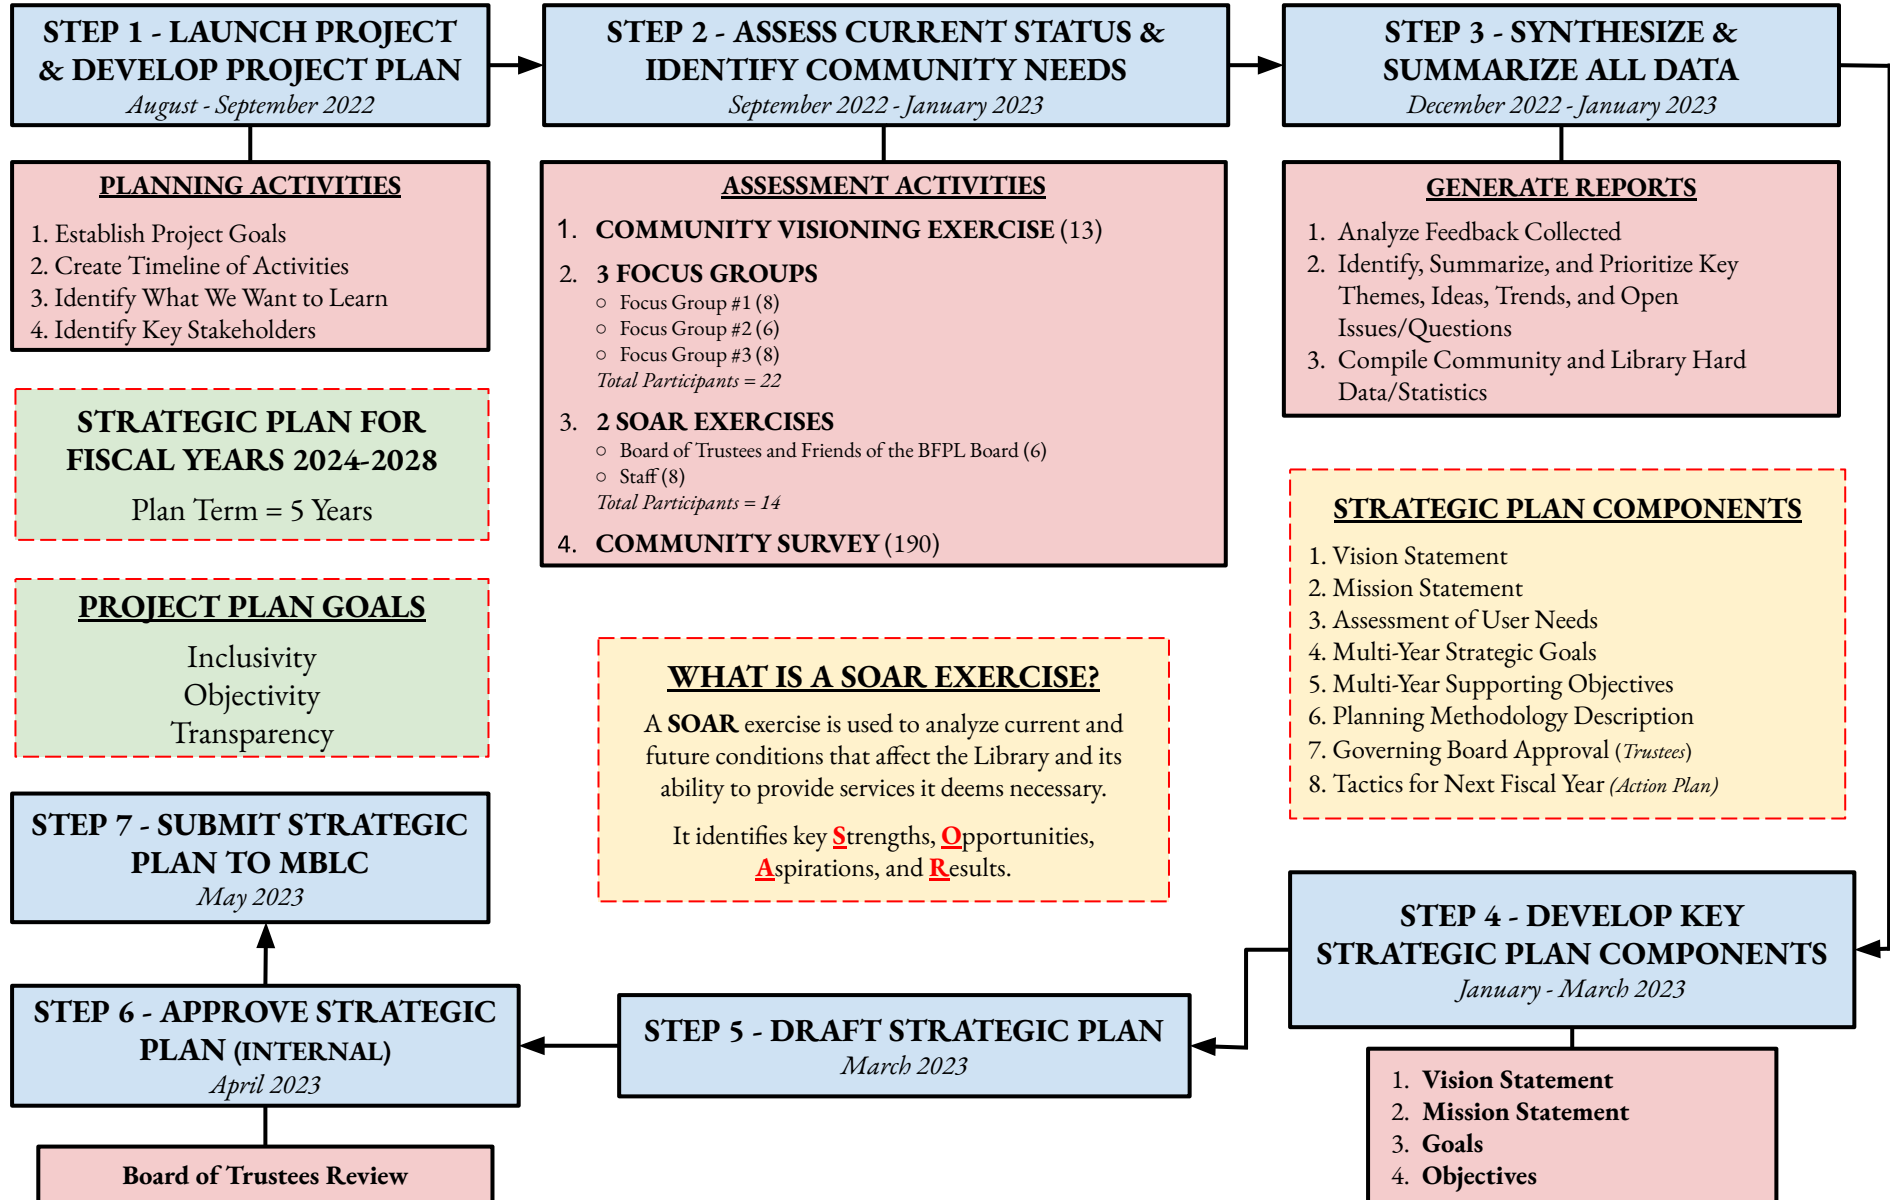 STEP 1 - LAUNCH PROJECT
& DEVELOP PROJECT PLAN
August - September 2022
STEP 2 - ASSESS CURRENT STATUS &
IDENTIFY COMMUNITY NEEDS
September 2022 - January 2023
STEP 3 - SYNTHESIZE &
SUMMARIZE ALL DATA
December 2022 - January 2023
PLANNING ACTIVITIES
1. Establish Project Goals
2. Create Timeline of Activities
3. Identify What We Want to Learn
4. Identify Key Stakeholders
ASSESSMENT ACTIVITIES
1. COMMUNITY VISIONING EXERCISE (13)
2. 3 FOCUS GROUPS
○ Focus Group #1 (8)
○ Focus Group #2 (6)
○ Focus Group #3 (8)
Total Participants = 22
3. 2 SOAR EXERCISES
○ Board of Trustees and Friends of the BFPL Board (6)
○ Staff (8)
Total Participants = 14
4. COMMUNITY SURVEY (190)
GENERATE REPORTS
1. Analyze Feedback Collected
2. Identify, Summarize, and Prioritize Key
Themes, Ideas, Trends, and Open
Issues/Questions
3. Compile Community and Library Hard
Data/Statistics
STRATEGIC PLAN FOR
FISCAL YEARS 2024-2028
Plan Term = 5 Years
PROJECT PLAN GOALS
Inclusivity
Objectivity
Transparency
WHAT IS A SOAR EXERCISE?
A SOAR exercise is used to analyze current and
future conditions that affect the Library and its
ability to provide services it deems necessary.
It identifies key Strengths, Opportunities,
Aspirations, and Results.
STRATEGIC PLAN COMPONENTS
1. Vision Statement
2. Mission Statement
3. Assessment of User Needs
4. Multi-Year Strategic Goals
5. Multi-Year Supporting Objectives
6. Planning Methodology Description
7. Governing Board Approval (Trustees)
8. Tactics for Next Fiscal Year (Action Plan)
STEP 4 - DEVELOP KEY
STRATEGIC PLAN COMPONENTS
January - March 2023
1. Vision Statement
2. Mission Statement
3. Goals
4. Objectives
STEP 5 - DRAFT STRATEGIC PLAN
March 2023
STEP 6 - APPROVE STRATEGIC
PLAN (INTERNAL)
April 2023
Board of Trustees Review
STEP 7 - SUBMIT STRATEGIC
PLAN TO MBLC
May 2023